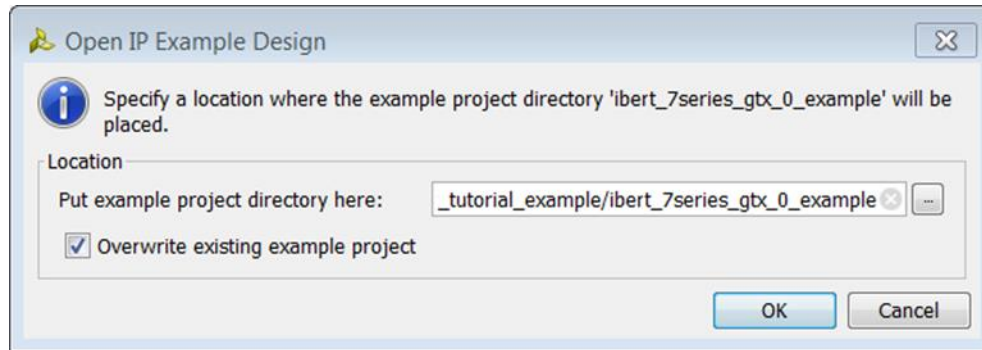 Open IP Example Design
Specify a location where the example project directory 'ibert_7series_gtx_0_example' will be
placed.
Location
Put example project directory here: _tutorial_example/ibert_7series_gtx_0_example ...
Overwrite existing example project
OK Cancel